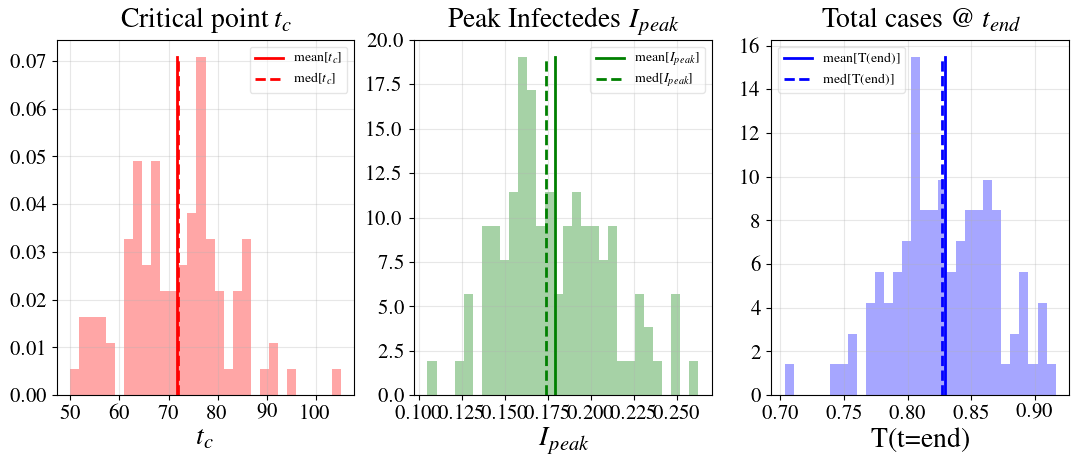 Critical point t_c
mean[t_c]
med[t_c]
0.07
0.06
0.05
0.04
0.03
0.02
0.01
0.00
50 60 70 80 90 100
t_c
Peak Infectedes I_peak
mean[I_peak]
med[I_peak]
20.0
17.5
15.0
12.5
10.0
7.5
5.0
2.5
0.0
0.100 0.125 0.150 0.175 0.200 0.225 0.250
I_peak
Total cases @ t_end
mean[T(end)]
med[T(end)]
16
14
12
10
8
6
4
2
0
0.70 0.75 0.80 0.85 0.90
T(t=end)